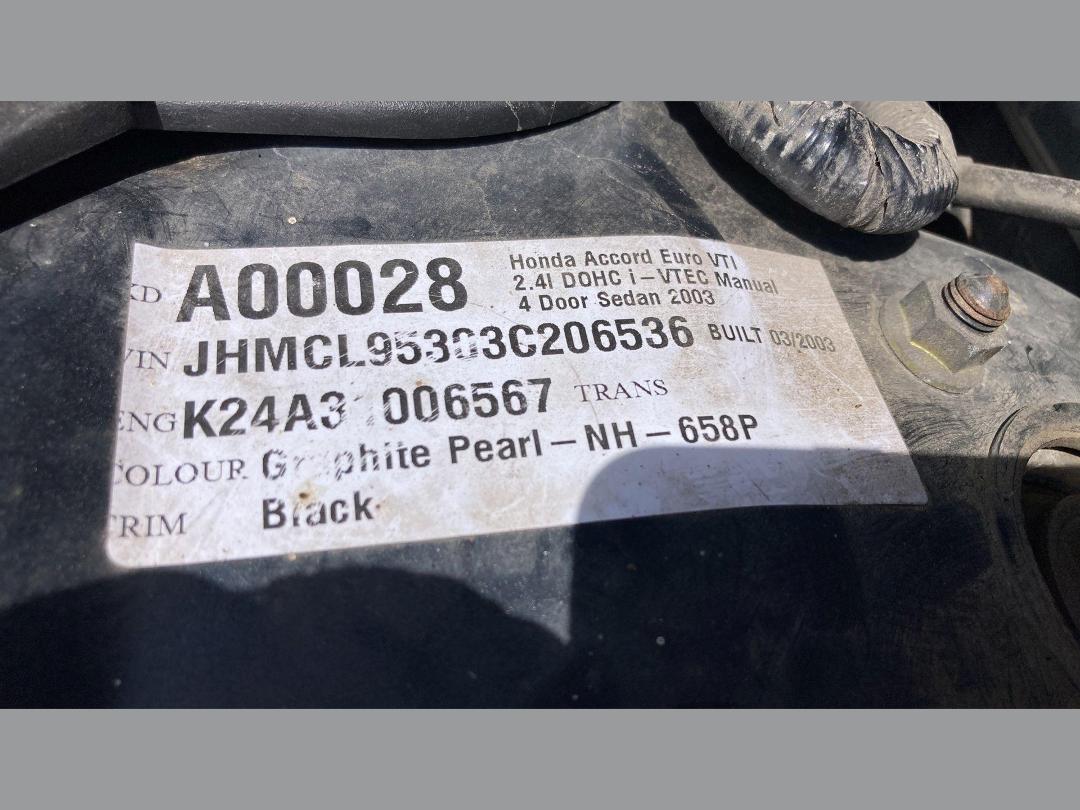 A00028
Honda Accord Euro VTI
2.4l DOHC i-VTEC Manual
4 Door Sedan 2003
VIN JHMCL95303C206536 BUILT 03/2003
ENG K24A3 006567 TRANS
COLOUR Graphite Pearl-NH-658P
TRIM Black